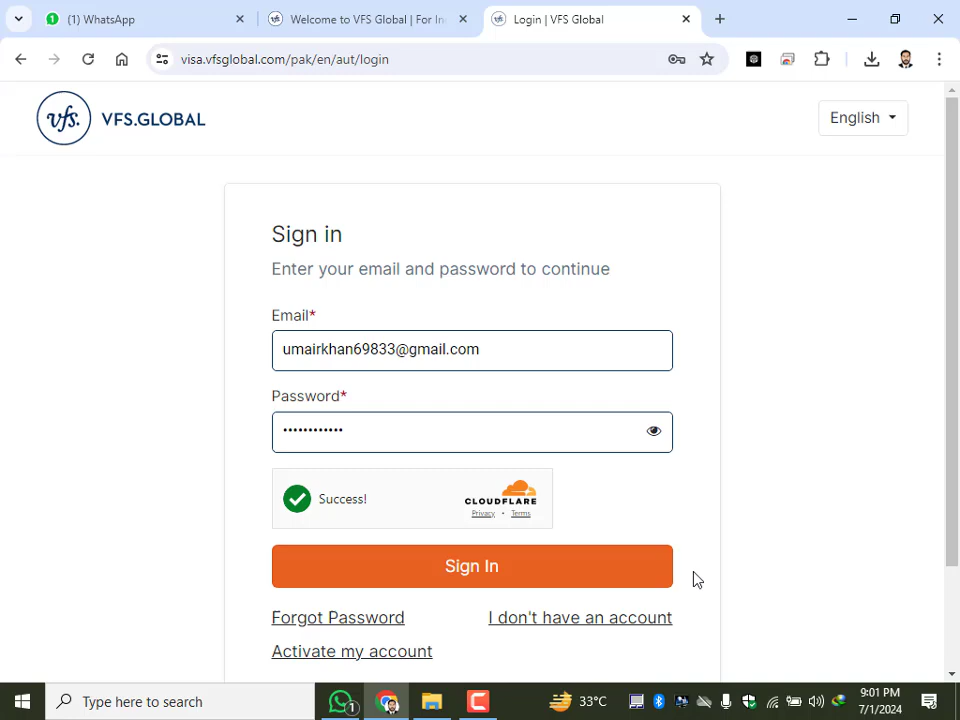 (1) WhatsApp
Welcome to VFS Global | For In
Login | VFS Global
visa.vfsglobal.com/pak/en/aut/login
vfs. VFS.GLOBAL
English
Sign in
Enter your email and password to continue
Email*
umairkhan69833@gmail.com
Password*
••••••••••••
Success!
CLOUDFLARE
Privacy • Terms
Sign In
Forgot Password
I don't have an account
Activate my account
Type here to search
1
33°C
9:01 PM
7/1/2024